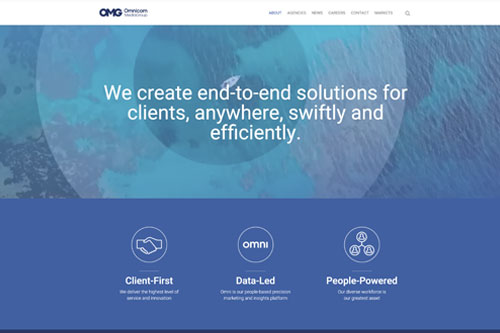 OMG Omnicom
MediaGroup
ABOUT AGENCIES NEWS CAREERS CONTACT MARKETS
We create end-to-end solutions for
clients, anywhere, swiftly and
efficiently.
omni
Client-First Data-Led People-Powered
We deliver the highest level of Omni is our people-based precision Our diverse workforce is
service and innovation marketing and insights platform our greatest asset